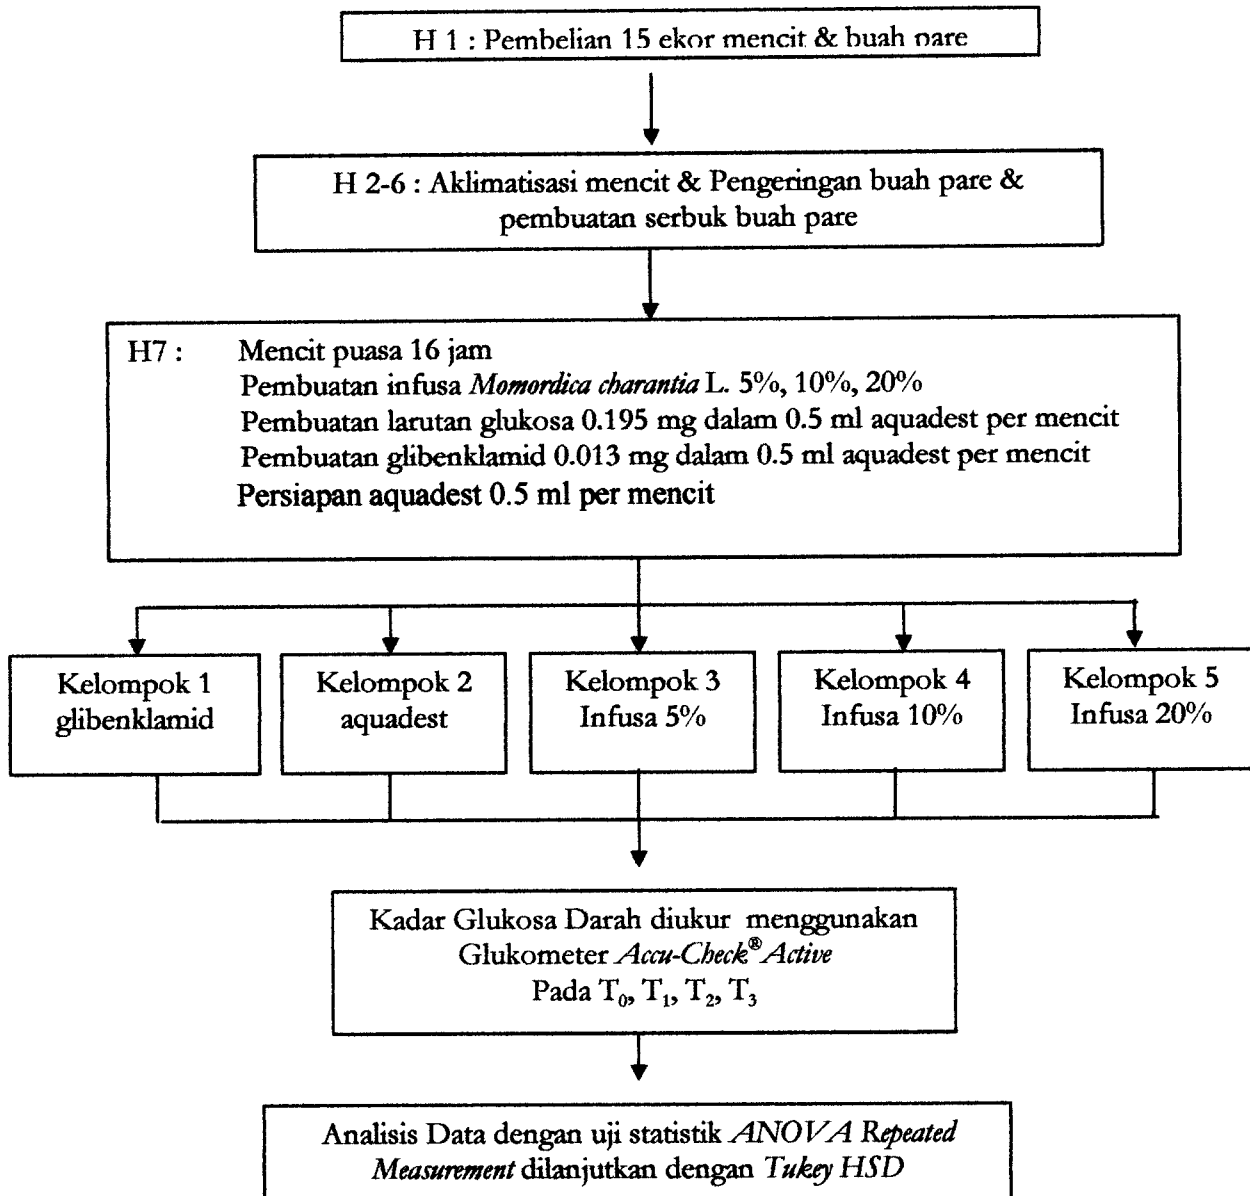 H 1 : Pembelian 15 ekor mencit & buah pare
H 2-6 : Aklimatisasi mencit & Pengeringan buah pare &
pembuatan serbuk buah pare
H7 : Mencit puasa 16 jam
Pembuatan infusa Momordica charantia L. 5%, 10%, 20%
Pembuatan larutan glukosa 0.195 mg dalam 0.5 ml aquadest per mencit
Pembuatan glibenklamid 0.013 mg dalam 0.5 ml aquadest per mencit
Persiapan aquadest 0.5 ml per mencit
Kelompok 1
glibenklamid
Kelompok 2
aquadest
Kelompok 3
Infusa 5%
Kelompok 4
Infusa 10%
Kelompok 5
Infusa 20%
Kadar Glukosa Darah diukur menggunakan
Glukometer Accu-Check® Active
Pada T₀, T₁, T₂, T₃
Analisis Data dengan uji statistik ANOVA Repeated
Measurement dilanjutkan dengan Tukey HSD